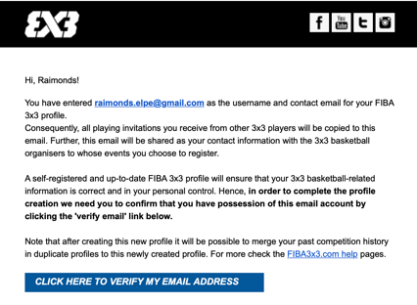 3X3
You Tube
Hi, Raimonds!
You have entered raimonds.elpe@gmail.com as the username and contact email for your FIBA
3x3 profile.
Consequently, all playing invitations you receive from other 3x3 players will be copied to this
email. Further, this email will be shared as your contact information with the 3x3 basketball
organisers to whose events you choose to register.
A self-registered and up-to-date FIBA 3x3 profile will ensure that your 3x3 basketball-related
information is correct and in your personal control. Hence, in order to complete the profile
creation we need you to confirm that you have possession of this email account by
clicking the 'verify email' link below.
Note that after creating this new profile it will be possible to merge your past competition history
in duplicate profiles to this newly created profile. For more check the FIBA3x3.com help pages.
CLICK HERE TO VERIFY MY EMAIL ADDRESS